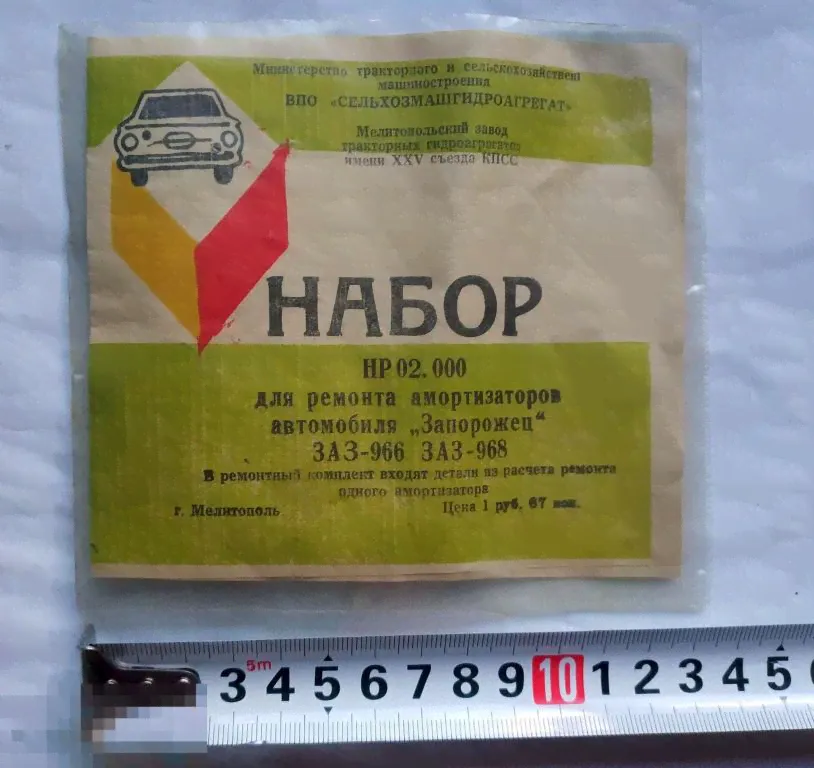 Министерство тракторного и сельскохозяйствен
машиностроения
ВПО «СЕЛЬХОЗМАШГИДРОАГРЕГАТ»
Мелитопольский завод
тракторных гидроагрегатов
имени XXV съезда КПСС
НАБОР
НР 02.000
для ремонта амортизаторов
автомобиля „Запорожец“
ЗАЗ-966 ЗАЗ-968
В ремонтный комплект входят детали из расчета ремонта
одного амортизатора
г. Мелитополь Цена 1 руб. 67 коп.
3 5m 4 5 6 7 8 9 10 1 2 3 4 5